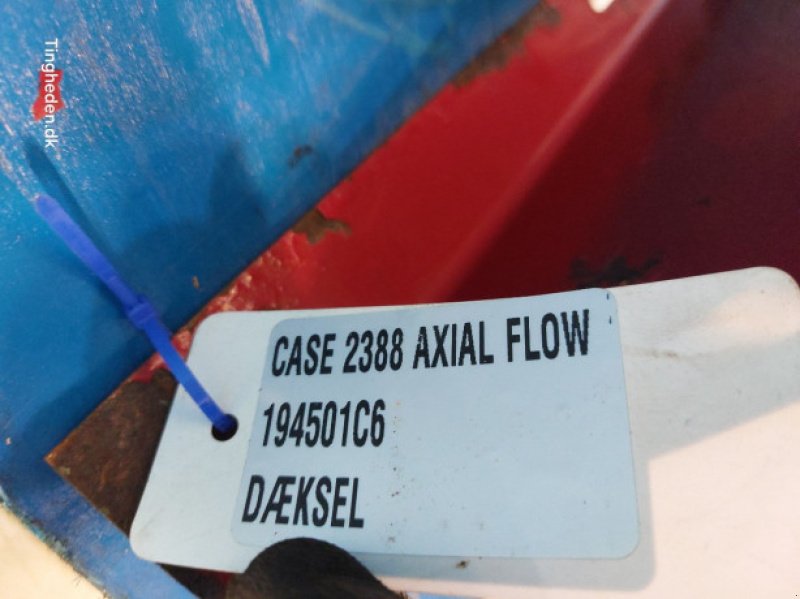 Tingheden.dk
CASE 2388 AXIAL FLOW
194501C6
DÆKSEL